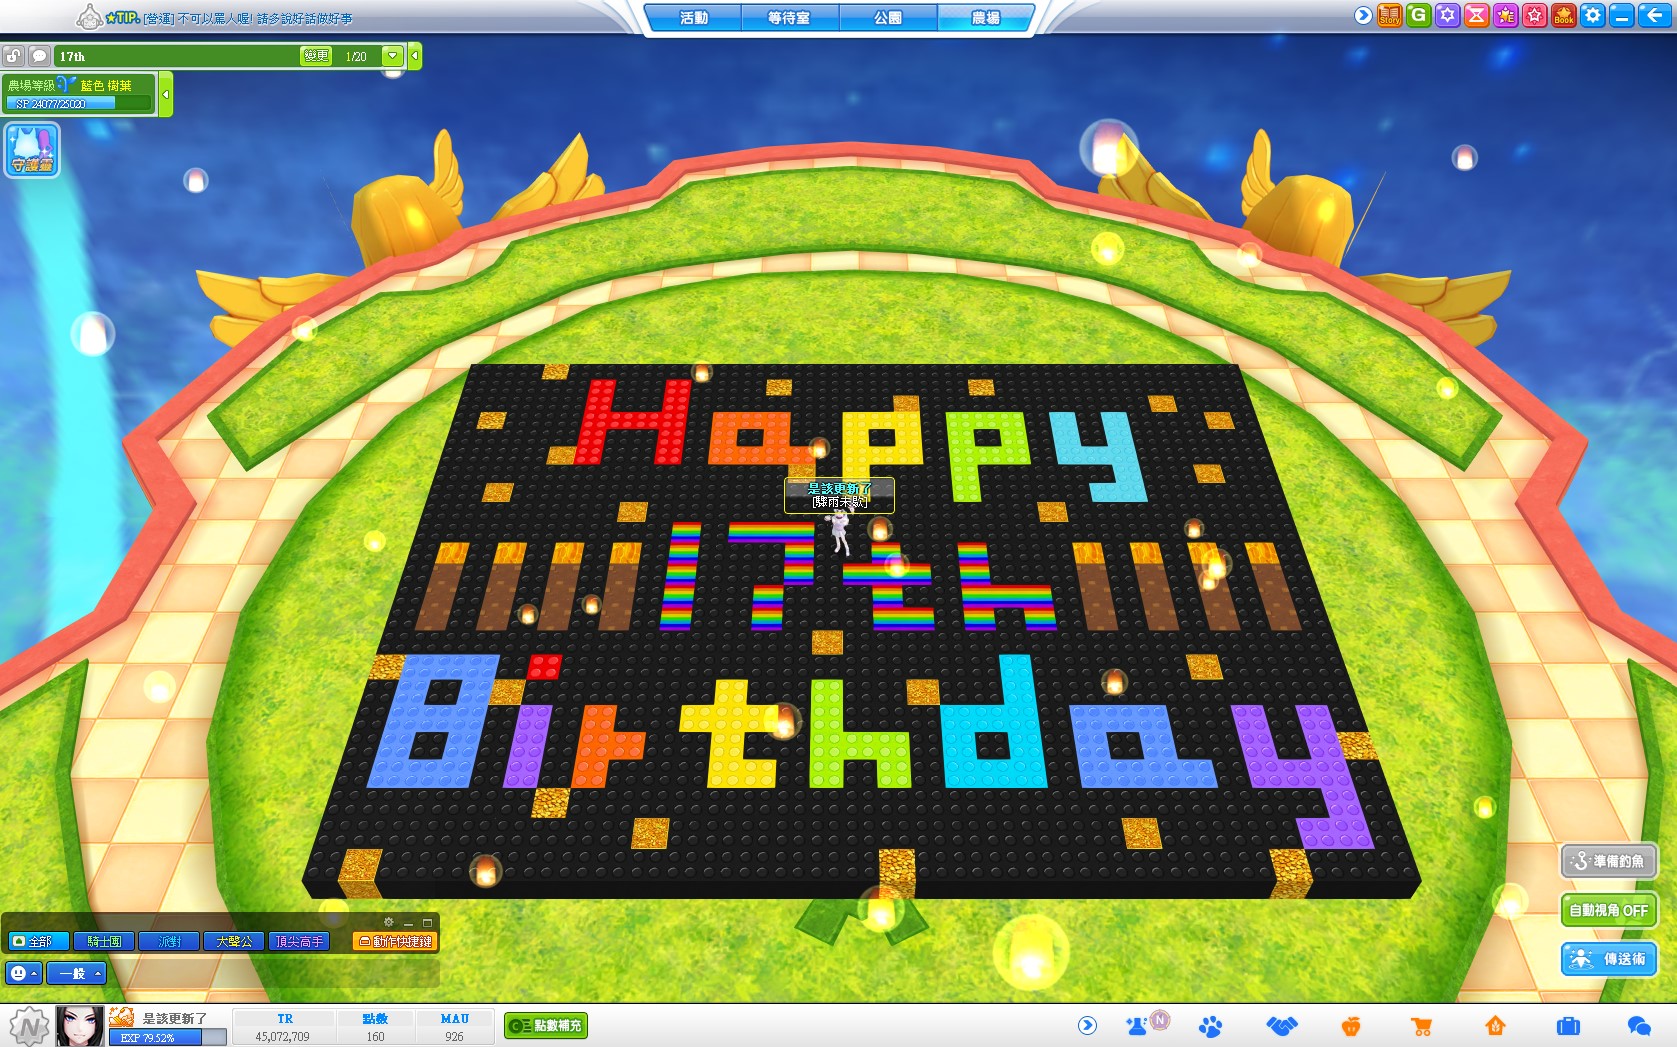 ★TIP. [營運] 不可以罵人喔! 請多說好話做好事
活動
等待室
公園
農場
Story
G
E
Book
17th
變更
1/20
農場等級 藍色 樹葉
SP 24077/25020
守護靈
Happy
是該更新了
[驟雨未歇]
17th
Birthday
準備釣魚
自動視角 OFF
傳送術
全部
騎士團
派對
大聲公
頂尖高手
動作快捷鍵
一般
N
是該更新了
EXP 79.52%
TR
45,072,709
點數
160
MAU
926
點數補充
N